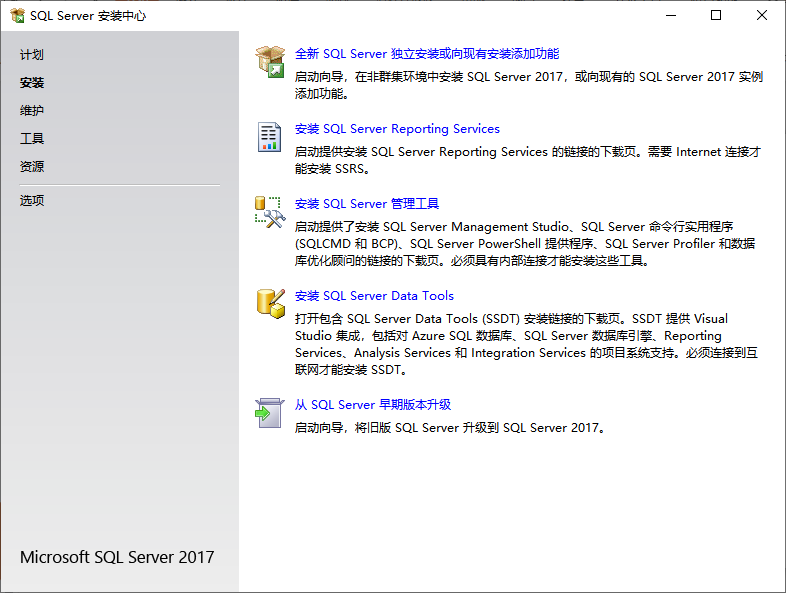 SQL Server 安装中心
计划
安装
维护
工具
资源
选项
Microsoft SQL Server 2017
全新 SQL Server 独立安装或向现有安装添加功能
启动向导，在非群集环境中安装 SQL Server 2017，或向现有的 SQL Server 2017 实例
添加功能。
安装 SQL Server Reporting Services
启动提供安装 SQL Server Reporting Services 的链接的下载页。需要 Internet 连接才
能安装 SSRS。
安装 SQL Server 管理工具
启动提供了安装 SQL Server Management Studio、SQL Server 命令行实用程序
(SQLCMD 和 BCP)、SQL Server PowerShell 提供程序、SQL Server Profiler 和数据
库优化顾问的链接的下载页。必须具有内部连接才能安装这些工具。
安装 SQL Server Data Tools
打开包含 SQL Server Data Tools (SSDT) 安装链接的下载页。SSDT 提供 Visual
Studio 集成，包括对 Azure SQL 数据库、SQL Server 数据库引擎、Reporting
Services、Analysis Services 和 Integration Services 的项目系统支持。必须连接到互
联网才能安装 SSDT。
从 SQL Server 早期版本升级
启动向导，将旧版 SQL Server 升级到 SQL Server 2017。